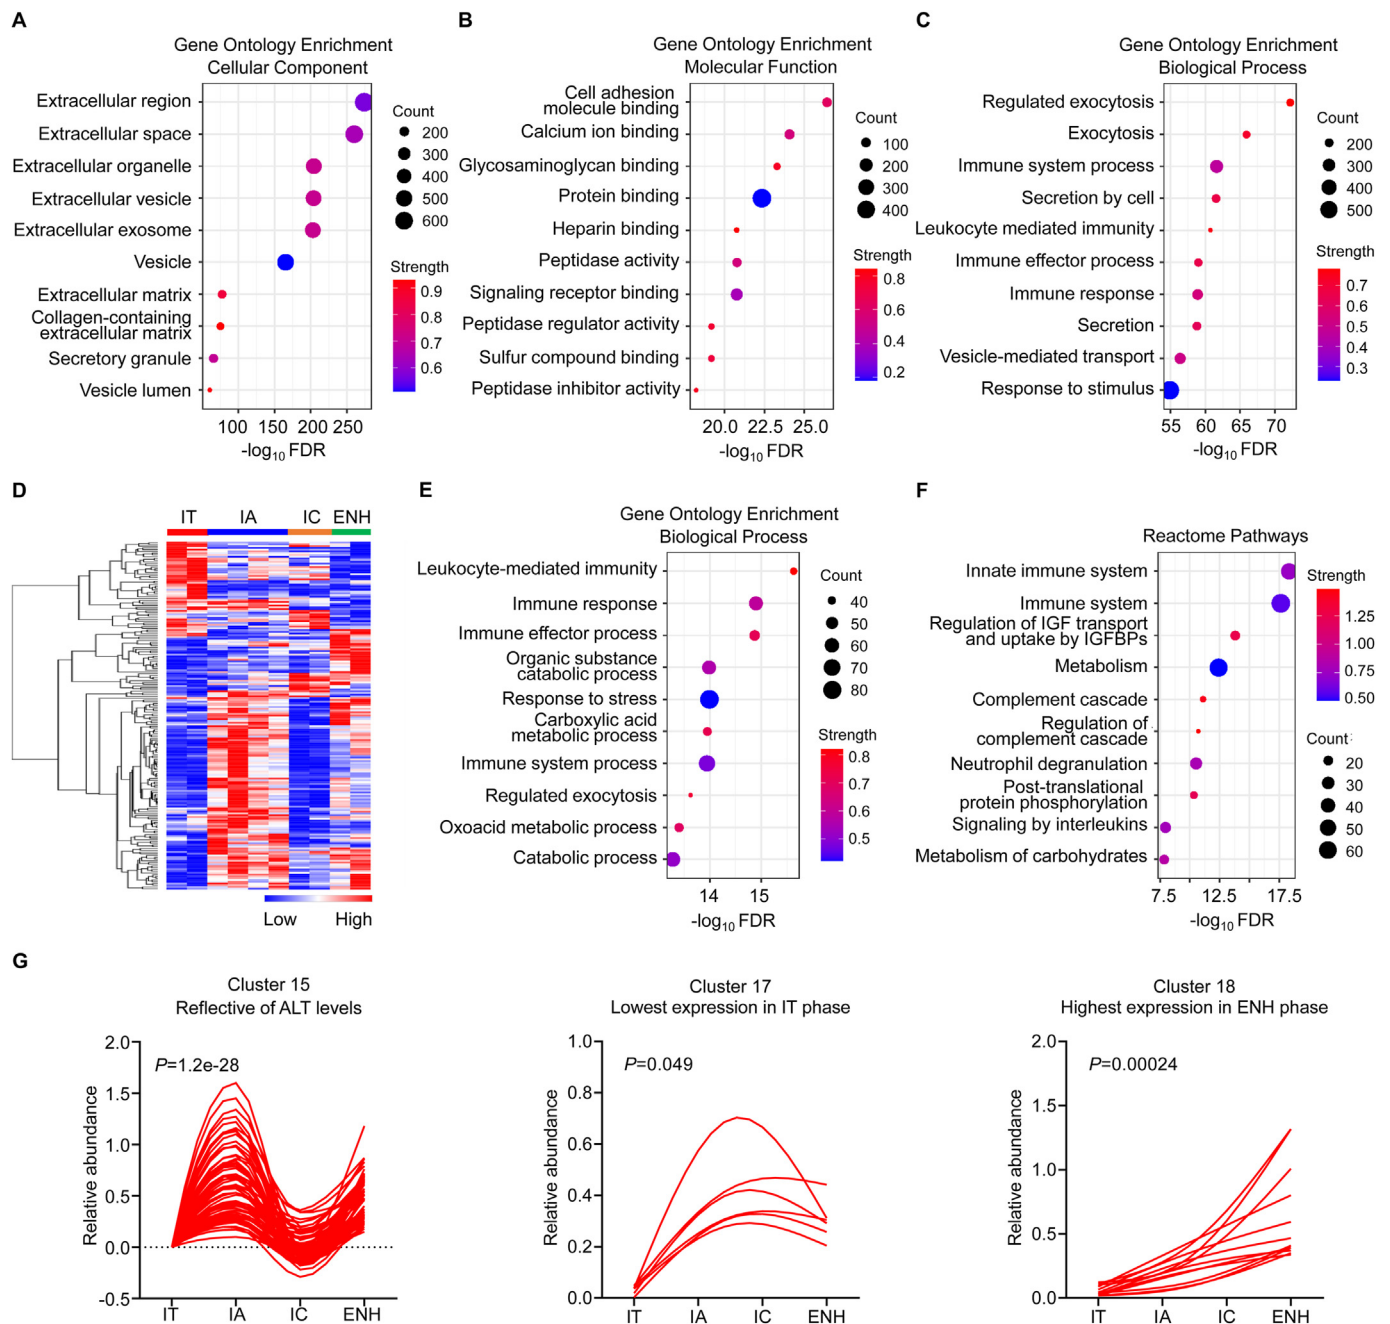 A
Gene Ontology Enrichment
Cellular Component
Extracellular region
Extracellular space
Extracellular organelle
Extracellular vesicle
Extracellular exosome
Vesicle
Extracellular matrix
Collagen-containing
extracellular matrix
Secretory granule
Vesicle lumen
100 150 200 250
-log10 FDR
Count
200
300
400
500
600
Strength
0.9
0.8
0.7
0.6
B
Gene Ontology Enrichment
Molecular Function
Cell adhesion
molecule binding
Calcium ion binding
Glycosaminoglycan binding
Protein binding
Heparin binding
Peptidase activity
Signaling receptor binding
Peptidase regulator activity
Sulfur compound binding
Peptidase inhibitor activity
20.0 22.5 25.0
-log10 FDR
Count
100
200
300
400
Strength
0.8
0.6
0.4
0.2
C
Gene Ontology Enrichment
Biological Process
Regulated exocytosis
Exocytosis
Immune system process
Secretion by cell
Leukocyte mediated immunity
Immune effector process
Immune response
Secretion
Vesicle-mediated transport
Response to stimulus
55 60 65 70
-log10 FDR
Count
200
300
400
500
Strength
0.7
0.6
0.5
0.4
0.3
D
IT IA IC ENH
Low High
E
Gene Ontology Enrichment
Biological Process
Leukocyte-mediated immunity
Immune response
Immune effector process
Organic substance
catabolic process
Response to stress
Carboxylic acid
metabolic process
Immune system process
Regulated exocytosis
Oxoacid metabolic process
Catabolic process
14 15
-log10 FDR
Count
40
50
60
70
80
Strength
0.8
0.7
0.6
0.5
F
Reactome Pathways
Innate immune system
Immune system
Regulation of IGF transport
and uptake by IGFBPs
Metabolism
Complement cascade
Regulation of
complement cascade
Neutrophil degranulation
Post-translational
protein phosphorylation
Signaling by interleukins
Metabolism of carbohydrates
7.5 12.5 17.5
-log10 FDR
Strength
1.25
1.00
0.75
0.50
Count
20
30
40
50
60
G
Cluster 15
Reflective of ALT levels
P=1.2e-28
Relative abundance
2.0
1.5
1.0
0.5
0.0
-0.5
IT IA IC ENH
Cluster 17
Lowest expression in IT phase
P=0.049
Relative abundance
1.0
0.8
0.6
0.4
0.2
0.0
IT IA IC ENH
Cluster 18
Highest expression in ENH phase
P=0.00024
Relative abundance
2.0
1.5
1.0
0.5
0.0
IT IA IC ENH